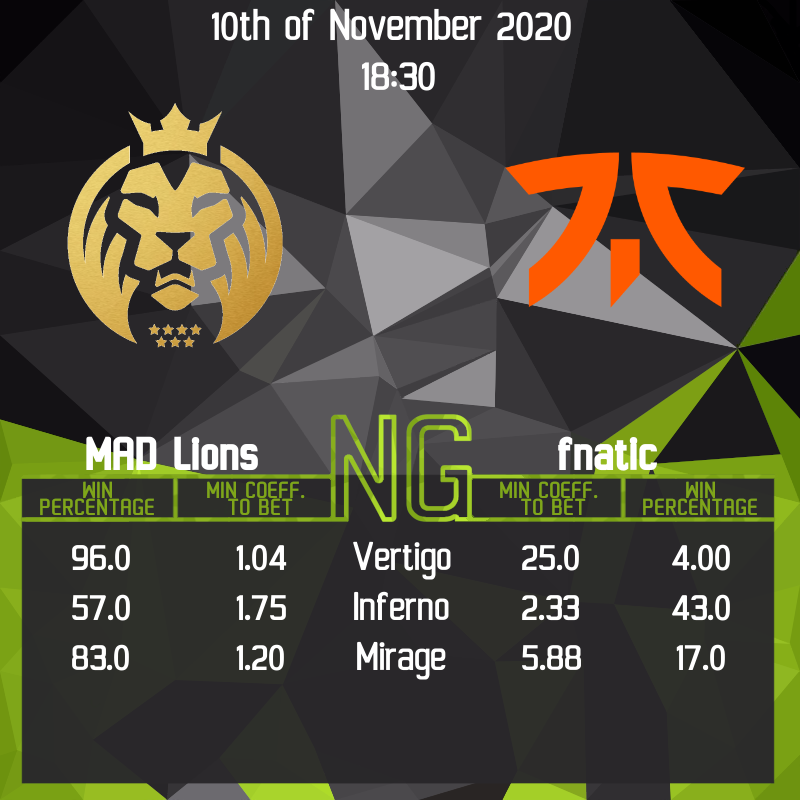 10th of November 2020
18:30
MAD Lions NG fnatic
WIN PERCENTAGE MIN COEFF. TO BET MIN COEFF. TO BET WIN PERCENTAGE
96.0 1.04 Vertigo 25.0 4.00
57.0 1.75 Inferno 2.33 43.0
83.0 1.20 Mirage 5.88 17.0